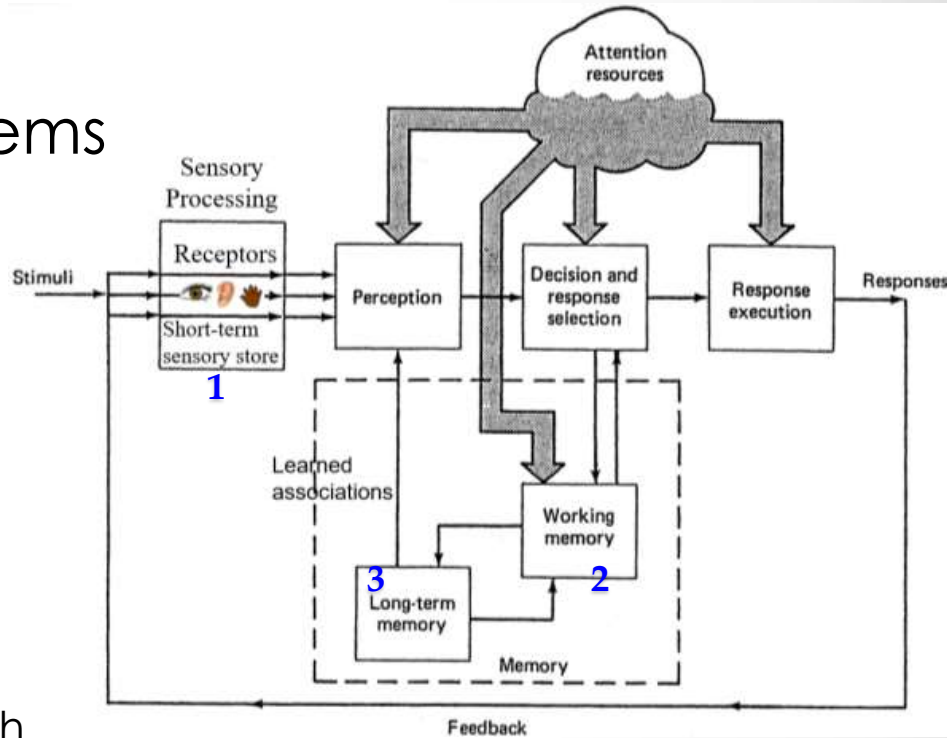 ems
Attention
resources
Sensory
Processing
Receptors
Stimuli
Short-term
sensory store
1
Perception
Decision and
response
selection
Response
execution
Responses
Learned
associations
Working
memory
2
3
Long-term
memory
Memory
h
Feedback